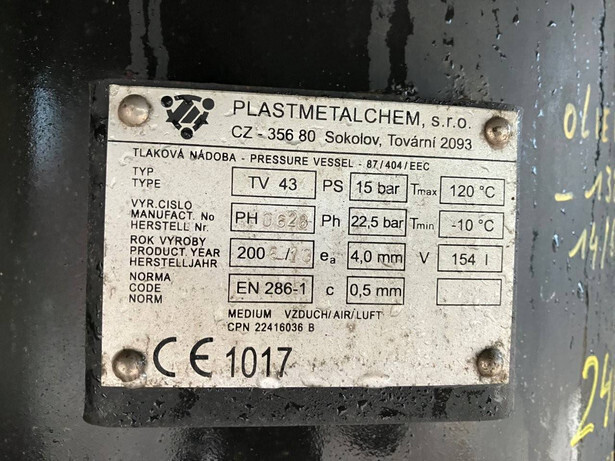 PLASTMETALCHEM, s.r.o.
CZ - 356 80 Sokolov, Tovární 2093
TLAKOVÁ NÁDOBA - PRESSURE VESSEL - 87/404/EEC
TYP
TYPE
TV 43
PS
15 bar
Tmax
120 °C
VYR.CISLO
MANUFACT. No
HERSTELL Nr.
PH
Ph
22,5 bar
Tmin
-10 °C
ROK VÝROBY
PRODUCT. YEAR
HERSTELLJAHR
200
ea
4,0 mm
V
154 l
NORMA
CODE
NORM
EN 286-1
c
0,5 mm
MEDIUM VZDUCH/AIR/LUFT
CPN 22416036 B
CE 1017